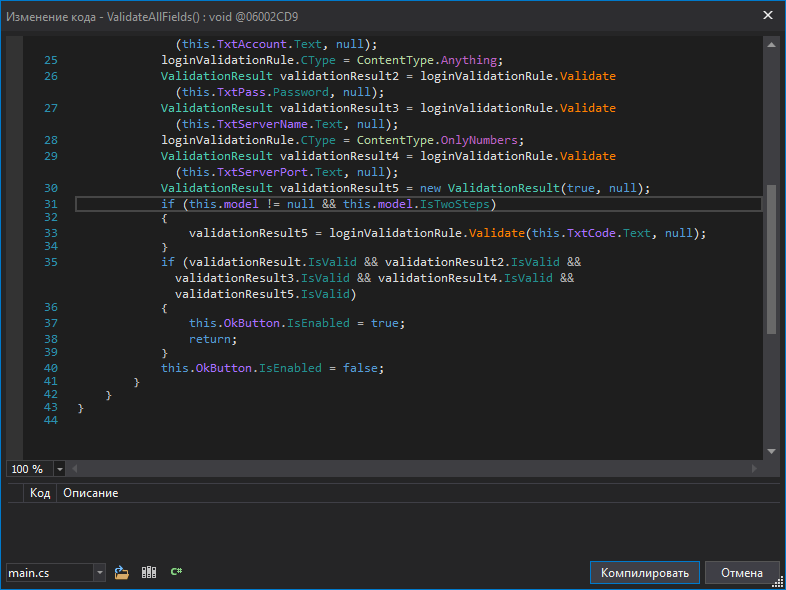 Изменение кода - ValidateAllFields() : void @06002CD9
(this.TxtAccount.Text, null);
25 loginValidationRule.CType = ContentType.Anything;
26 ValidationResult validationResult2 = loginValidationRule.Validate
(this.TxtPass.Password, null);
27 ValidationResult validationResult3 = loginValidationRule.Validate
(this.TxtServerName.Text, null);
28 loginValidationRule.CType = ContentType.OnlyNumbers;
29 ValidationResult validationResult4 = loginValidationRule.Validate
(this.TxtServerPort.Text, null);
30 ValidationResult validationResult5 = new ValidationResult(true, null);
31 if (this.model != null && this.model.IsTwoSteps)
32 {
33 validationResult5 = loginValidationRule.Validate(this.TxtCode.Text, null);
34 }
35 if (validationResult.IsValid && validationResult2.IsValid &&
validationResult3.IsValid && validationResult4.IsValid &&
validationResult5.IsValid)
36 {
37 this.OkButton.IsEnabled = true;
38 return;
39 }
40 this.OkButton.IsEnabled = false;
41 }
42 }
43 }
44
100 %
Код Описание
main.cs C# Компилировать Отмена